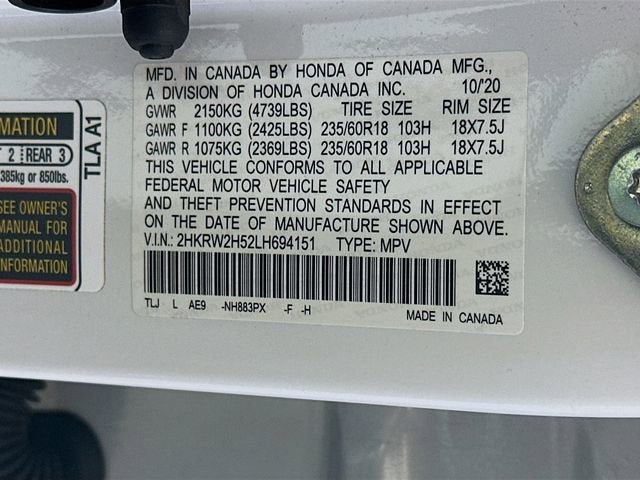 MFD. IN CANADA BY HONDA OF CANADA MFG.,
A DIVISION OF HONDA CANADA INC. 10/'20
GVWR 2150KG (4739LBS) TIRE SIZE RIM SIZE
GAWR F 1100KG (2425LBS) 235/60R18 103H 18X7.5J
GAWR R 1075KG (2369LBS) 235/60R18 103H 18X7.5J
THIS VEHICLE CONFORMS TO ALL APPLICABLE
FEDERAL MOTOR VEHICLE SAFETY
AND THEFT PREVENTION STANDARDS IN EFFECT
ON THE DATE OF MANUFACTURE SHOWN ABOVE.
V.I.N.: 2HKRW2H52LH694151 TYPE: MPV
TLJ L AE9 -NH883PX -F -H
MADE IN CANADA
MATION
2 REAR 3
385kg or 850lbs.
SEE OWNER'S
MANUAL FOR
ADDITIONAL
INFORMATION
TLA A1